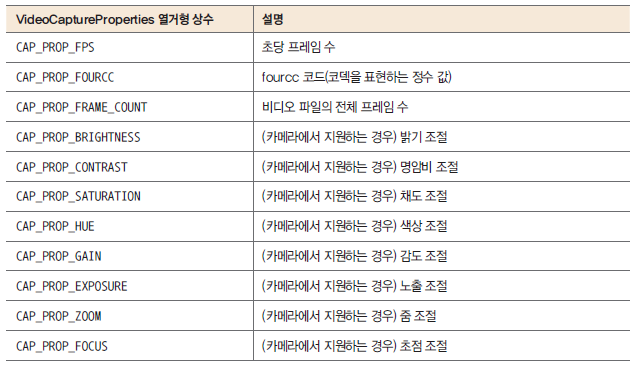 VideoCaptureProperties 열거형 상수 설명
CAP_PROP_FPS 초당 프레임 수
CAP_PROP_FOURCC fourcc 코드(코덱을 표현하는 정수 값)
CAP_PROP_FRAME_COUNT 비디오 파일의 전체 프레임 수
CAP_PROP_BRIGHTNESS (카메라에서 지원하는 경우) 밝기 조절
CAP_PROP_CONTRAST (카메라에서 지원하는 경우) 명암비 조절
CAP_PROP_SATURATION (카메라에서 지원하는 경우) 채도 조절
CAP_PROP_HUE (카메라에서 지원하는 경우) 색상 조절
CAP_PROP_GAIN (카메라에서 지원하는 경우) 감도 조절
CAP_PROP_EXPOSURE (카메라에서 지원하는 경우) 노출 조절
CAP_PROP_ZOOM (카메라에서 지원하는 경우) 줌 조절
CAP_PROP_FOCUS (카메라에서 지원하는 경우) 초점 조절